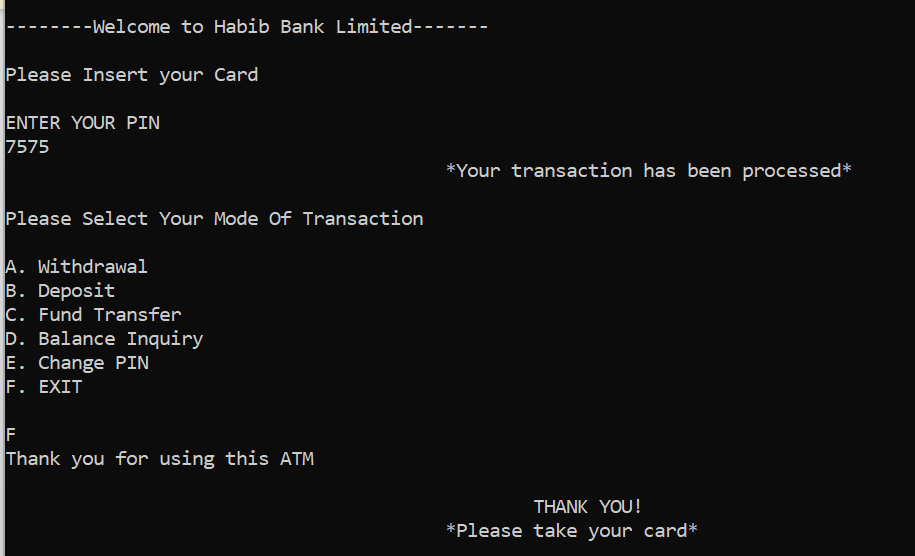 --------Welcome to Habib Bank Limited-------
Please Insert your Card
ENTER YOUR PIN
7575
*Your transaction has been processed*
Please Select Your Mode Of Transaction
A. Withdrawal
B. Deposit
C. Fund Transfer
D. Balance Inquiry
E. Change PIN
F. EXIT
F
Thank you for using this ATM
THANK YOU!
*Please take your card*